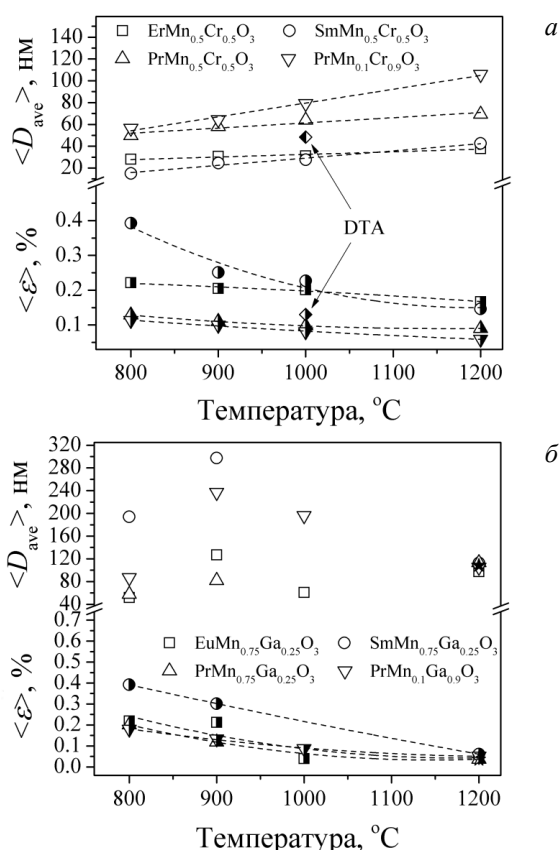 а
ErMn0.5Cr0.5O3 SmMn0.5Cr0.5O3
PrMn0.5Cr0.5O3 PrMn0.1Cr0.9O3
<Dave>, нм
140
120
100
80
60
40
20
<ε>, %
0.4
0.3
0.2
0.1
DTA
800 900 1000 1100 1200
Температура, °C
б
<Dave>, нм
320
280
240
200
160
120
80
40
<ε>, %
0.7
0.6
0.5
0.4
0.3
0.2
0.1
0.0
EuMn0.75Ga0.25O3 SmMn0.75Ga0.25O3
PrMn0.75Ga0.25O3 PrMn0.1Ga0.9O3
800 900 1000 1100 1200
Температура, °C